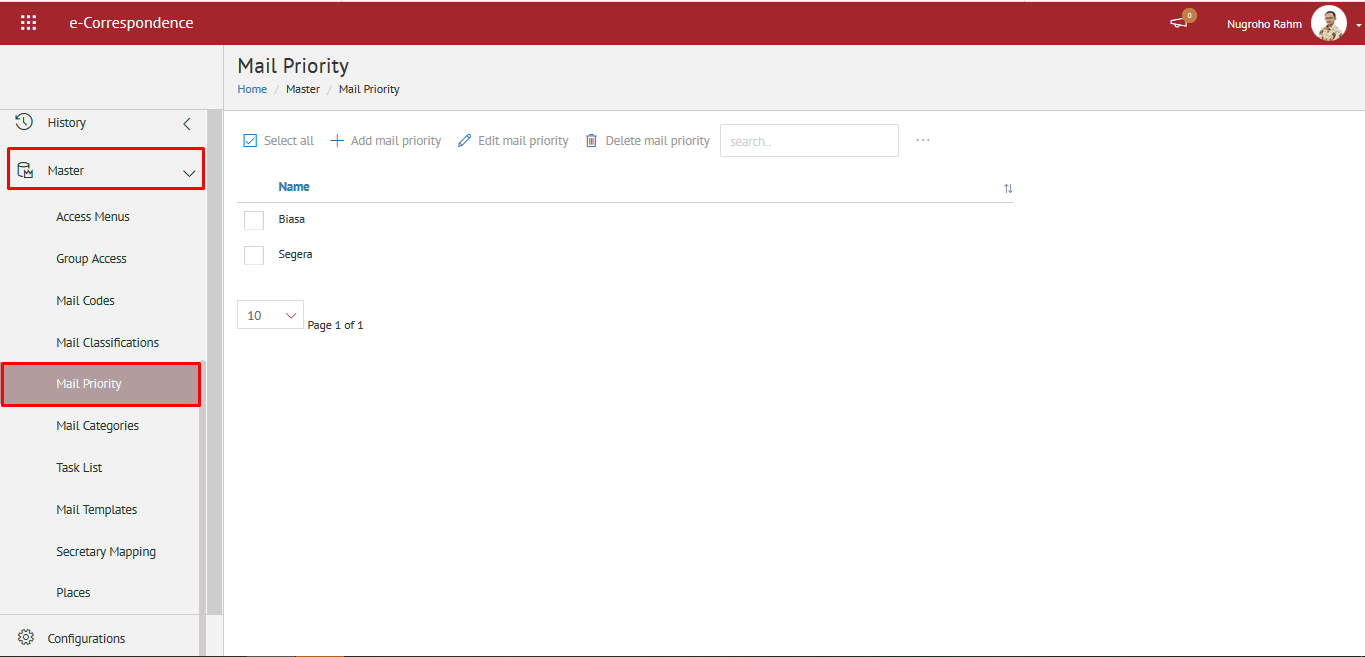 e-Correspondence
0
Nugroho Rahm
Mail Priority
Home / Master / Mail Priority
History
Master
Access Menus
Group Access
Mail Codes
Mail Classifications
Mail Priority
Mail Categories
Task List
Mail Templates
Secretary Mapping
Places
Configurations
Select all Add mail priority Edit mail priority Delete mail priority search.. ...
Name
Biasa
Segera
10 Page 1 of 1